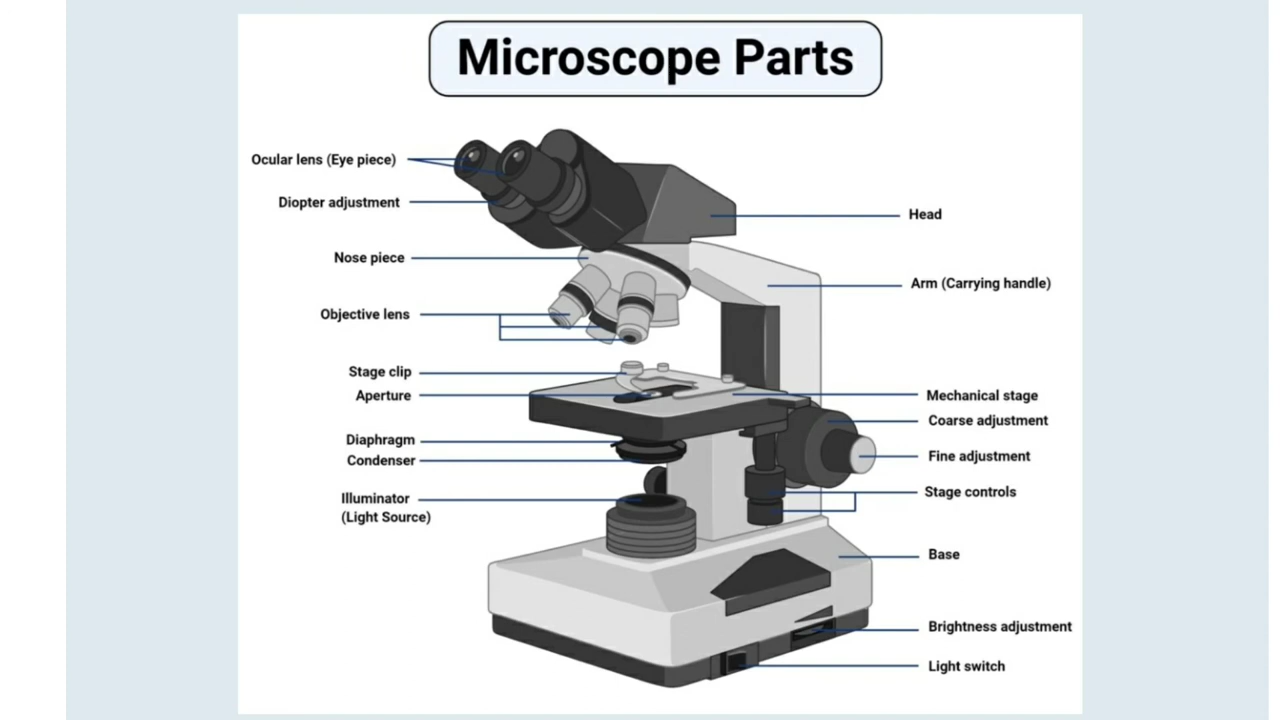 Microscope Parts
Ocular lens (Eye piece)
Diopter adjustment
Nose piece
Objective lens
Stage clip
Aperture
Diaphragm
Condenser
Illuminator
(Light Source)
Head
Arm (Carrying handle)
Mechanical stage
Coarse adjustment
Fine adjustment
Stage controls
Base
Brightness adjustment
Light switch